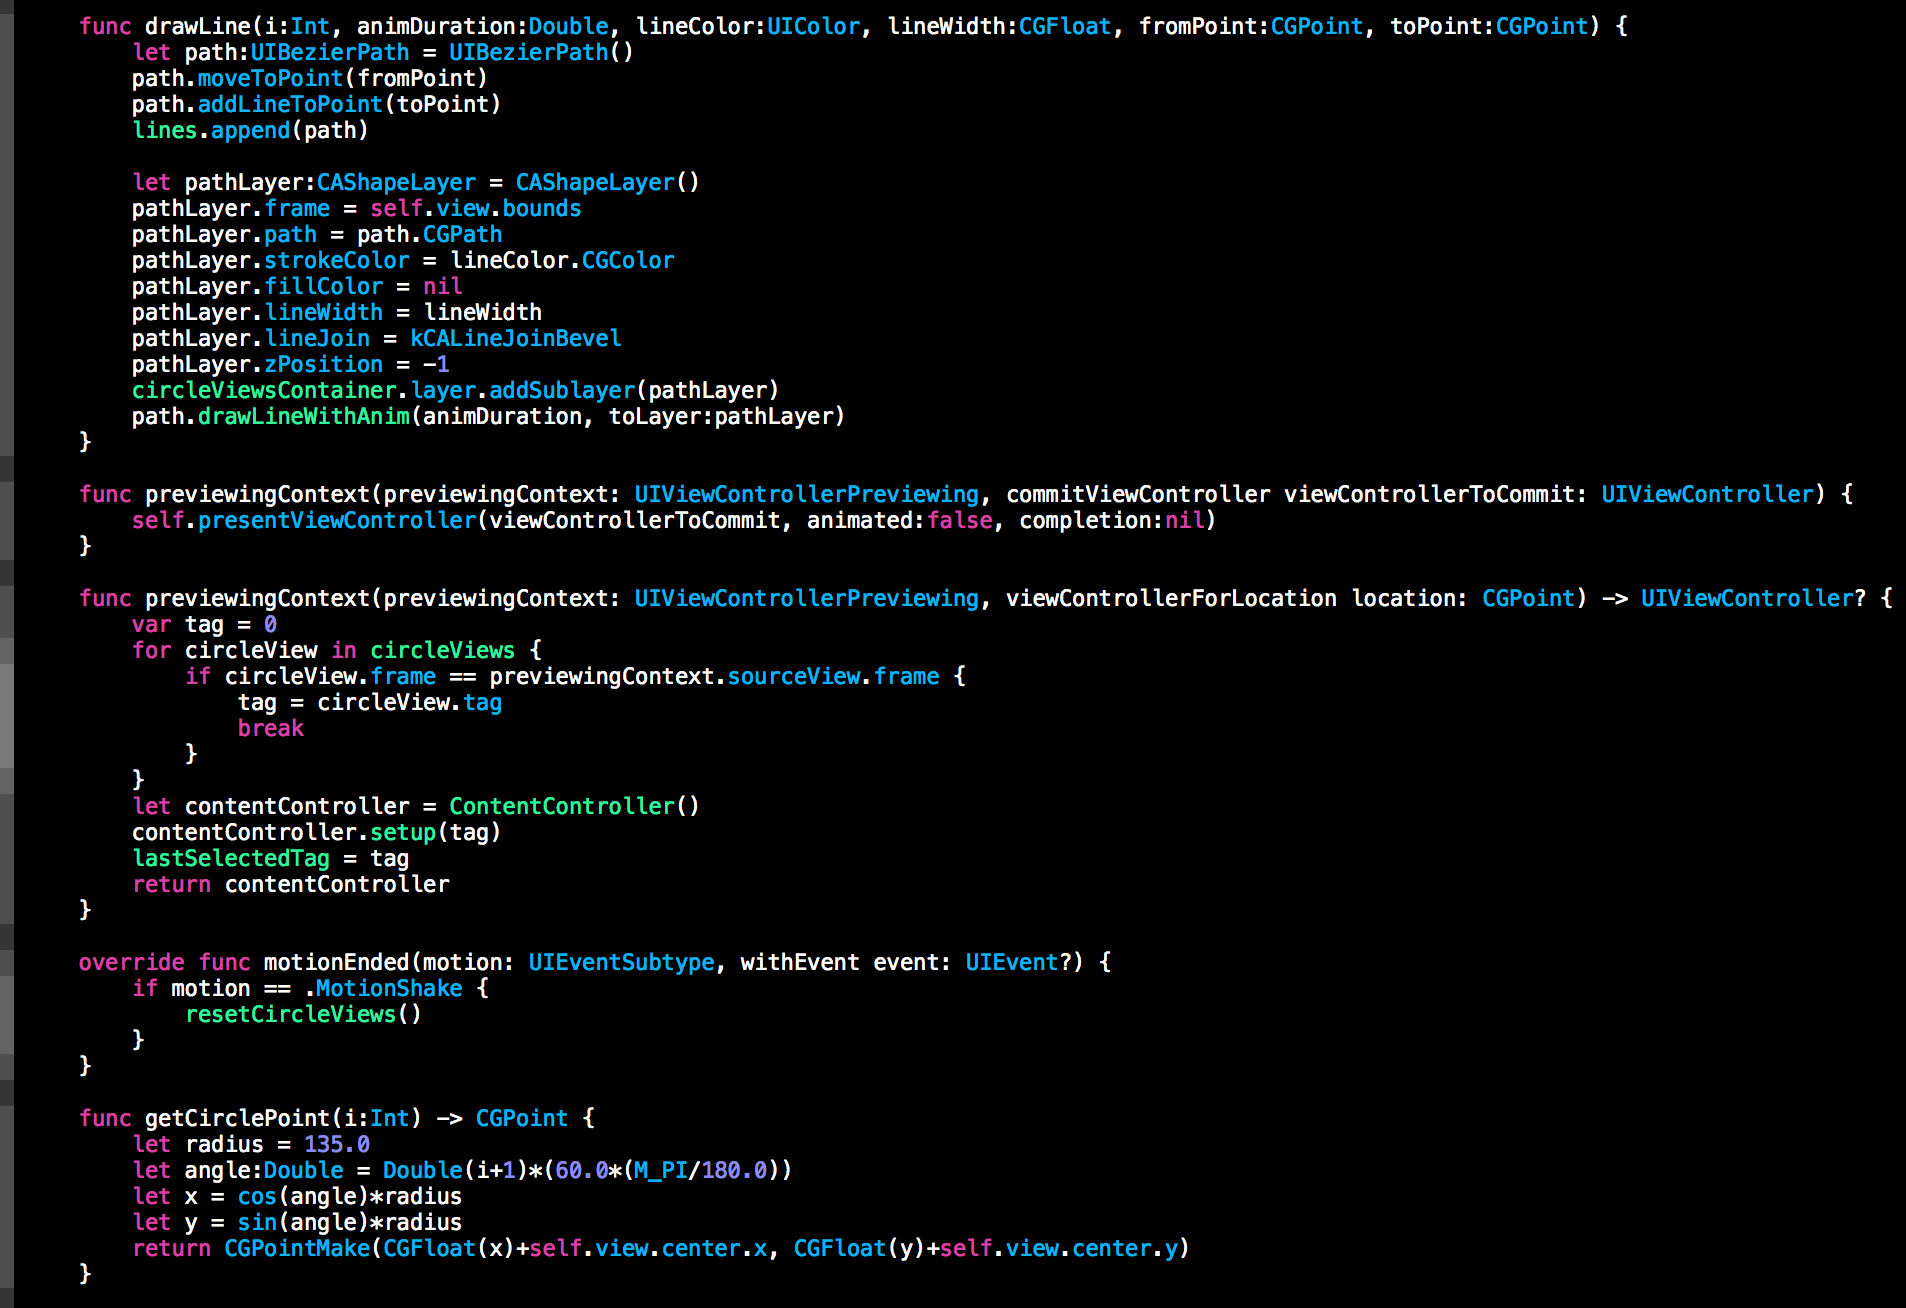 func drawLine(i:Int, animDuration:Double, lineColor:UIColor, lineWidth:CGFloat, fromPoint:CGPoint, toPoint:CGPoint) {
    let path:UIBezierPath = UIBezierPath()
    path.moveToPoint(fromPoint)
    path.addLineToPoint(toPoint)
    lines.append(path)

    let pathLayer:CAShapeLayer = CAShapeLayer()
    pathLayer.frame = self.view.bounds
    pathLayer.path = path.CGPath
    pathLayer.strokeColor = lineColor.CGColor
    pathLayer.fillColor = nil
    pathLayer.lineWidth = lineWidth
    pathLayer.lineJoin = kCALineJoinBevel
    pathLayer.zPosition = -1
    circleViewsContainer.layer.addSublayer(pathLayer)
    path.drawLineWithAnim(animDuration, toLayer:pathLayer)
}

func previewingContext(previewingContext: UIViewControllerPreviewing, commitViewController viewControllerToCommit: UIViewController) {
    self.presentViewController(viewControllerToCommit, animated:false, completion:nil)
}

func previewingContext(previewingContext: UIViewControllerPreviewing, viewControllerForLocation location: CGPoint) -> UIViewController? {
    var tag = 0
    for circleView in circleViews {
        if circleView.frame == previewingContext.sourceView.frame {
            tag = circleView.tag
            break
        }
    }
    let contentController = ContentController()
    contentController.setup(tag)
    lastSelectedTag = tag
    return contentController
}

override func motionEnded(motion: UIEventSubtype, withEvent event: UIEvent?) {
    if motion == .MotionShake {
        resetCircleViews()
    }
}

func getCirclePoint(i:Int) -> CGPoint {
    let radius = 135.0
    let angle:Double = Double(i+1)*(60.0*(M_PI/180.0))
    let x = cos(angle)*radius
    let y = sin(angle)*radius
    return CGPointMake(CGFloat(x)+self.view.center.x, CGFloat(y)+self.view.center.y)
}